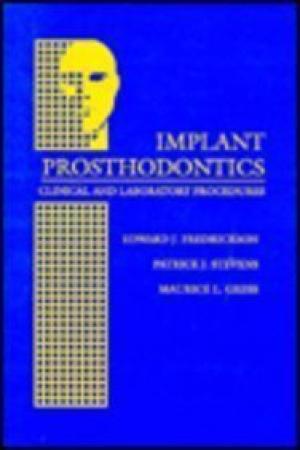 IMPLANT
PROSTHODONTICS
CLINICAL AND LABORATORY PROCEDURES
EDWARD J. FREDRICKSON
PATRICK J. STEVENS
MAURICE L. GRESS